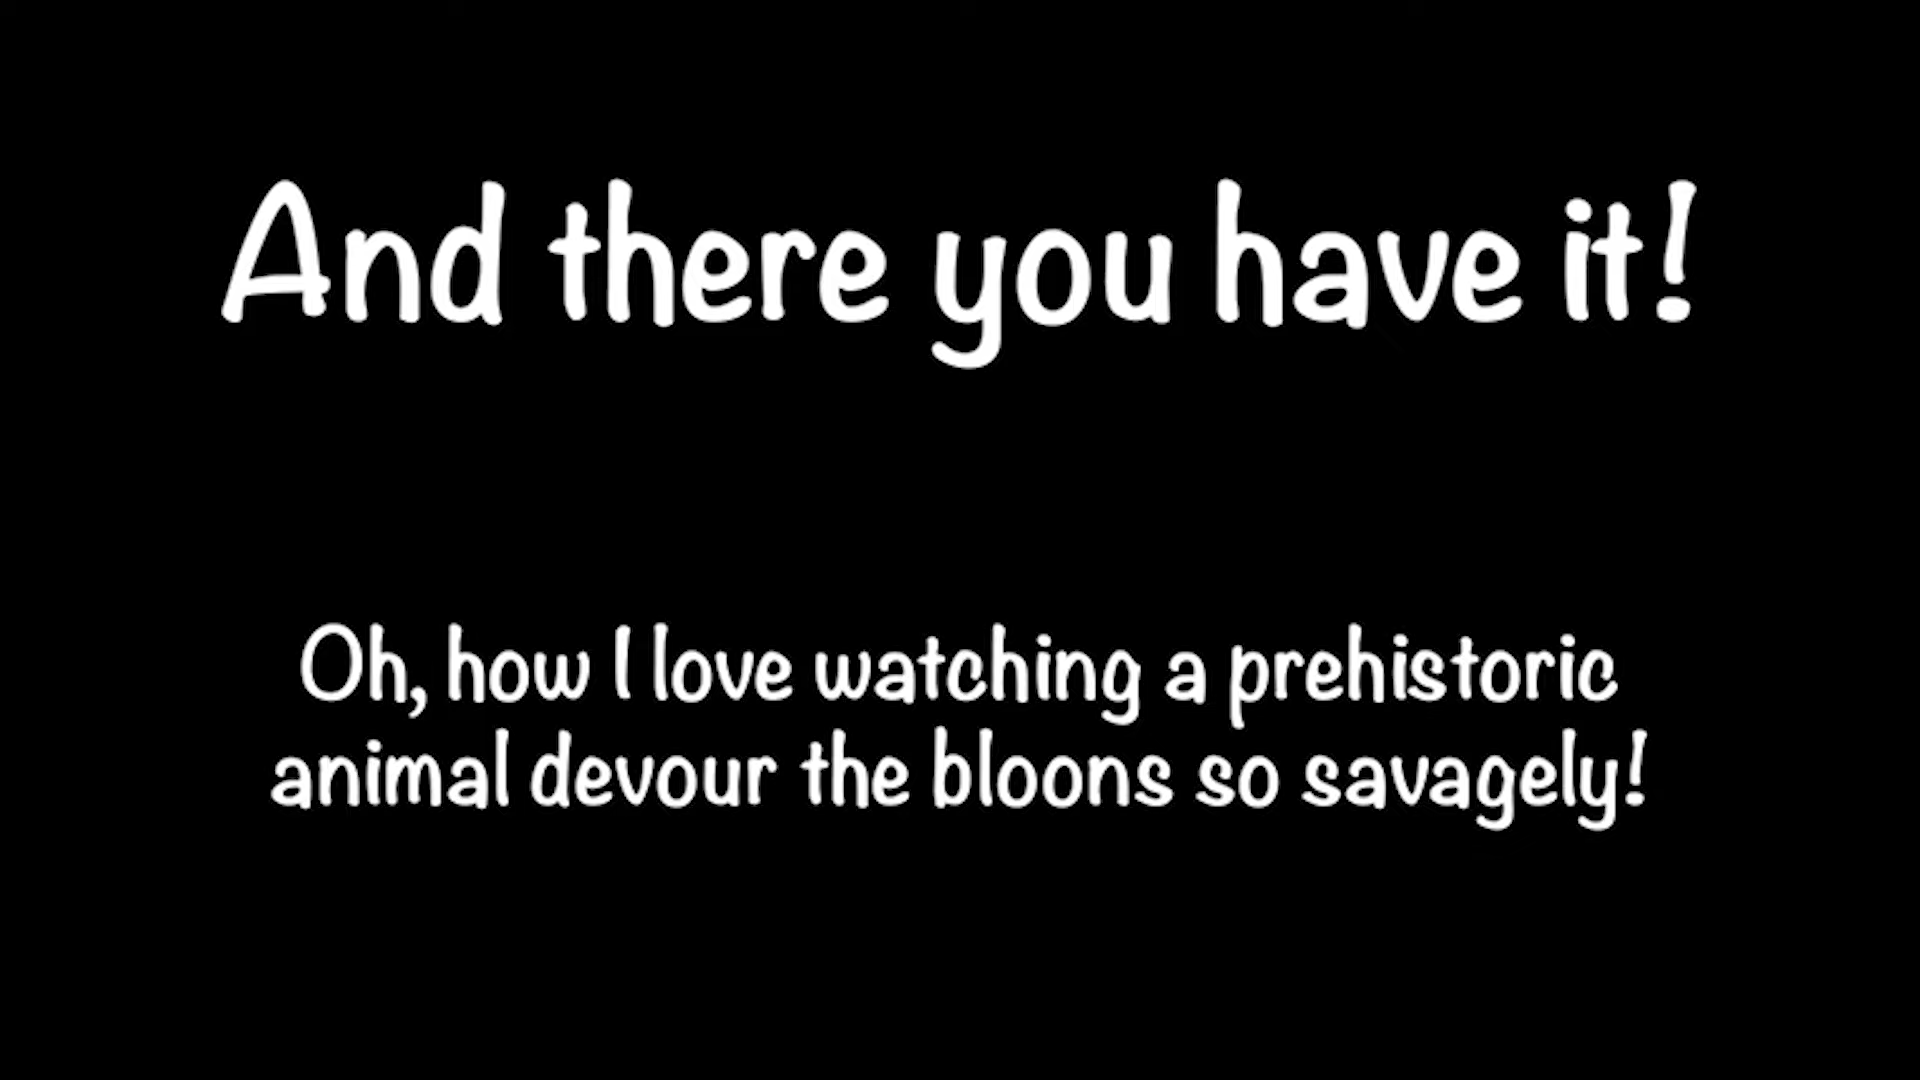 And there you have it!
Oh, how I love watching a prehistoric
animal devour the bloons so savagely!